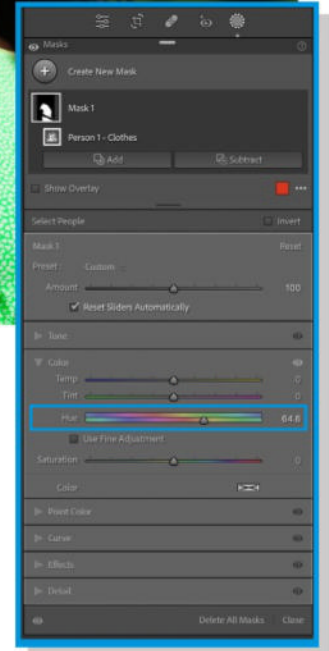 Masks
Create New Mask
Mask 1
Person 1 - Clothes
Add Subtract
Show Overlay
Select People Invert
Mask 1 Reset
Preset: Custom
Amount 100
Reset Sliders Automatically
Tone
Color
Temp 0
Tint 0
Hue 64.6
Use Fine Adjustment
Saturation 0
Color
Point Color
Curve
Effects
Detail
Delete All Masks Close